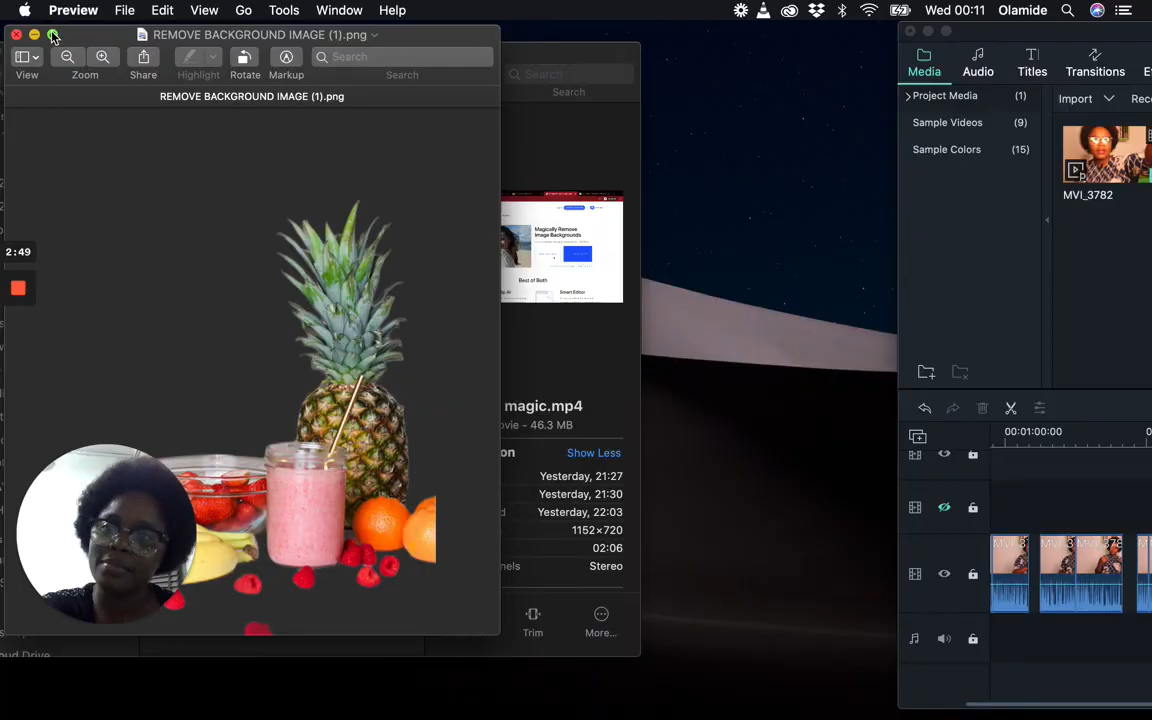 Preview File Edit View Go Tools Window Help
Wed 00:11 Olamide
REMOVE BACKGROUND IMAGE (1).png
View Zoom Share Highlight Rotate Markup Search
Search
REMOVE BACKGROUND IMAGE (1).png
2:49
Search
Search
Magically Remove
Image Backgrounds
Best of Both
Smart Editor
magic.mp4
- 46.3 MB
Show Less
Yesterday, 21:27
Yesterday, 21:30
Yesterday, 22:03
1152×720
02:06
Stereo
Trim
More...
Media Audio Titles Transitions
Project Media (1)
Sample Videos (9)
Sample Colors (15)
Import
MVI_3782
00:01:00:00